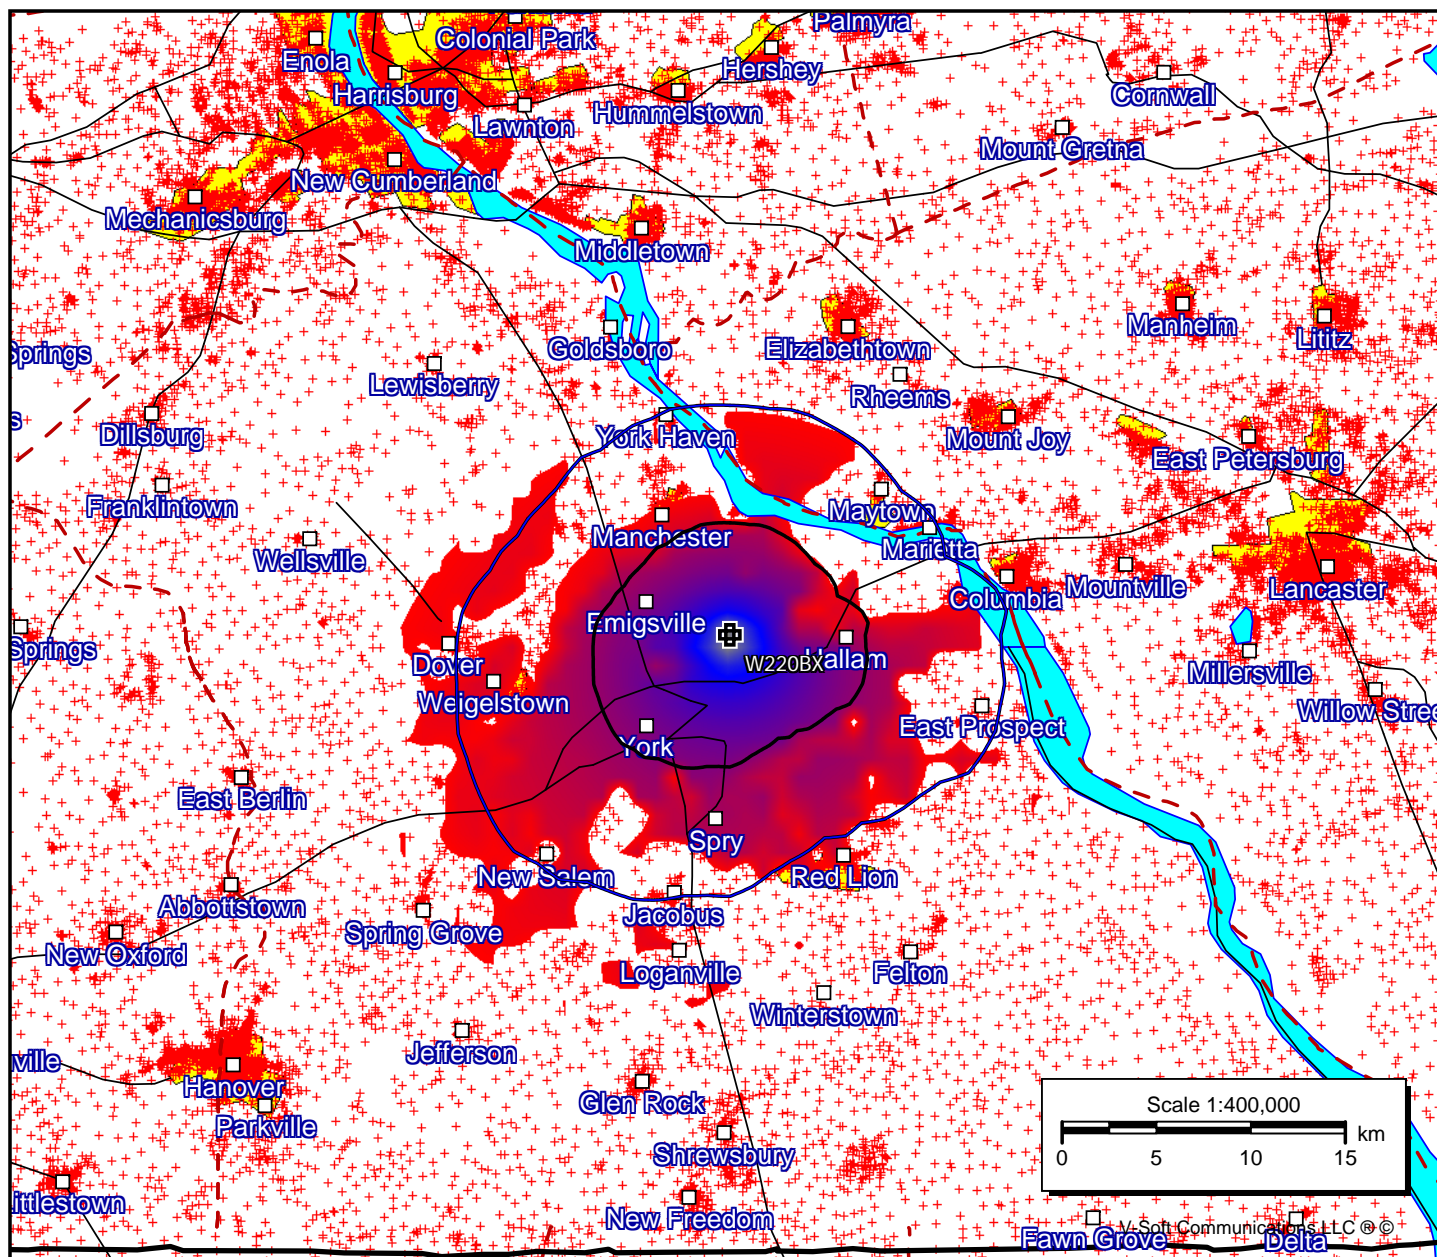 Palmyra
Colonial Park
Enola
Hershey
Harrisburg
Hummelstown
Cornwall
Lawnton
Mount Gretna
New Cumberland
Mechanicsburg
Middletown
Manheim
Lititz
Springs
Goldsboro
Elizabethtown
Lewisberry
Rheems
s
Dillsburg
York Haven
Mount Joy
East Petersburg
Franklintown
Maytown
Manchester
Marietta
Wellsville
Mountville
Lancaster
Columbia
Emigsville
Springs
Dover
Hallam
W220BX
Millersville
Weigelstown
East Prospect
Willow Stree
York
East Berlin
Spry
New Salem
Red Lion
Abbottstown
Jacobus
Spring Grove
New Oxford
Loganville
Felton
Winterstown
Jefferson
ville
Hanover
Glen Rock
Parkville
Scale 1:400,000
km
0 5 10 15
Shrewsbury
ittlestown
New Freedom
V-Soft Communications LLC ® ©
Fawn Grove
Delta